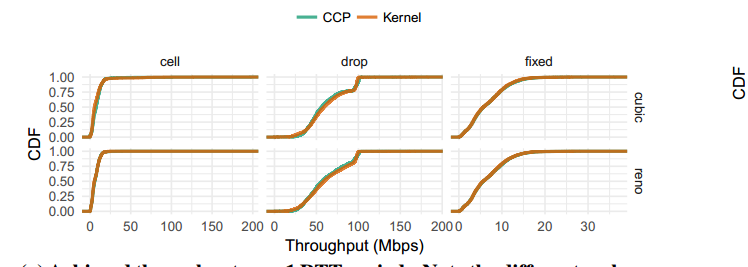 CCP Kernel
cell drop fixed
CDF
1.00
0.75
0.50
0.25
0.00
cubic
1.00
0.75
0.50
0.25
0.00
reno
0 50 100 150 200 0 50 100 150 200 0 10 20 30
Throughput (Mbps)
CDF